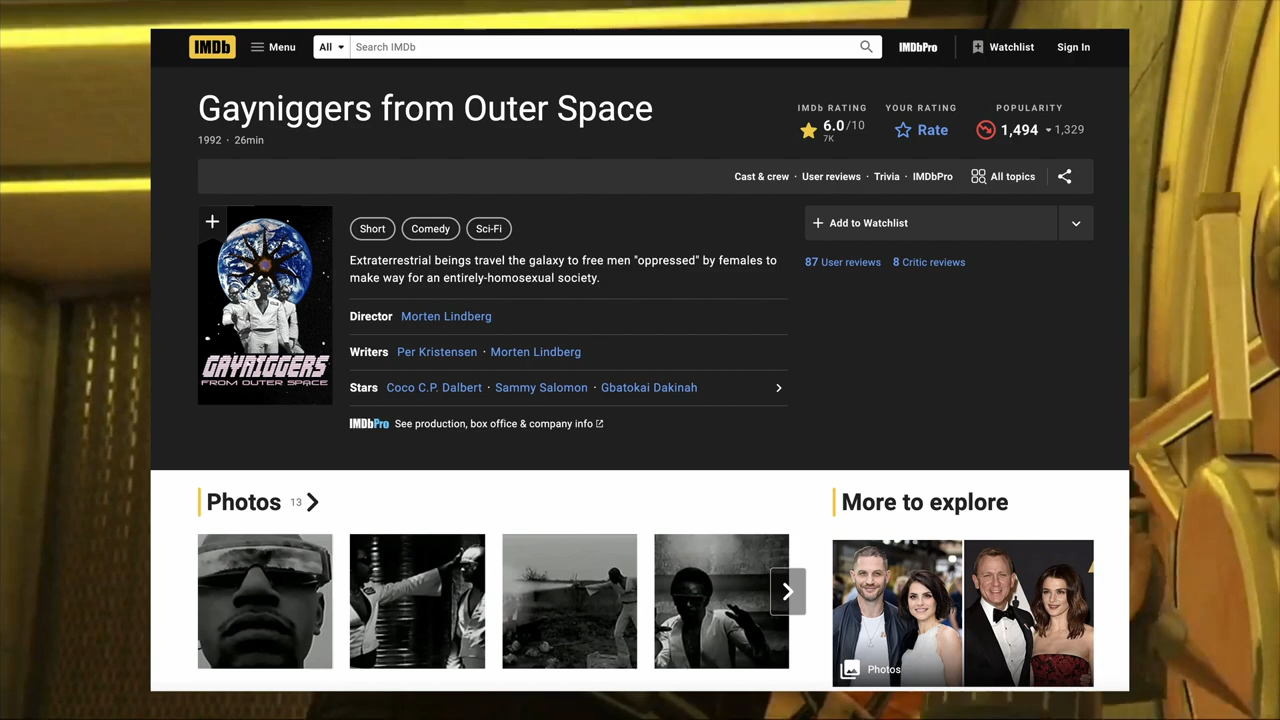 IMDb Menu All Search IMDb IMDbPro Watchlist Sign In
Gayniggers from Outer Space
1992 · 26min
IMDb RATING YOUR RATING POPULARITY
6.0/10 Rate 1,494 1,329
7K
Cast & crew · User reviews · Trivia · IMDbPro All topics
GAYNIGGERS
FROM OUTER SPACE
Short Comedy Sci-Fi
Extraterrestrial beings travel the galaxy to free men "oppressed" by females to
make way for an entirely-homosexual society.
Director Morten Lindberg
Writers Per Kristensen · Morten Lindberg
Stars Coco C.P. Dalbert · Sammy Salomon · Gbatokai Dakinah
IMDbPro See production, box office & company info
+ Add to Watchlist
87 User reviews 8 Critic reviews
Photos 13
More to explore
Photos